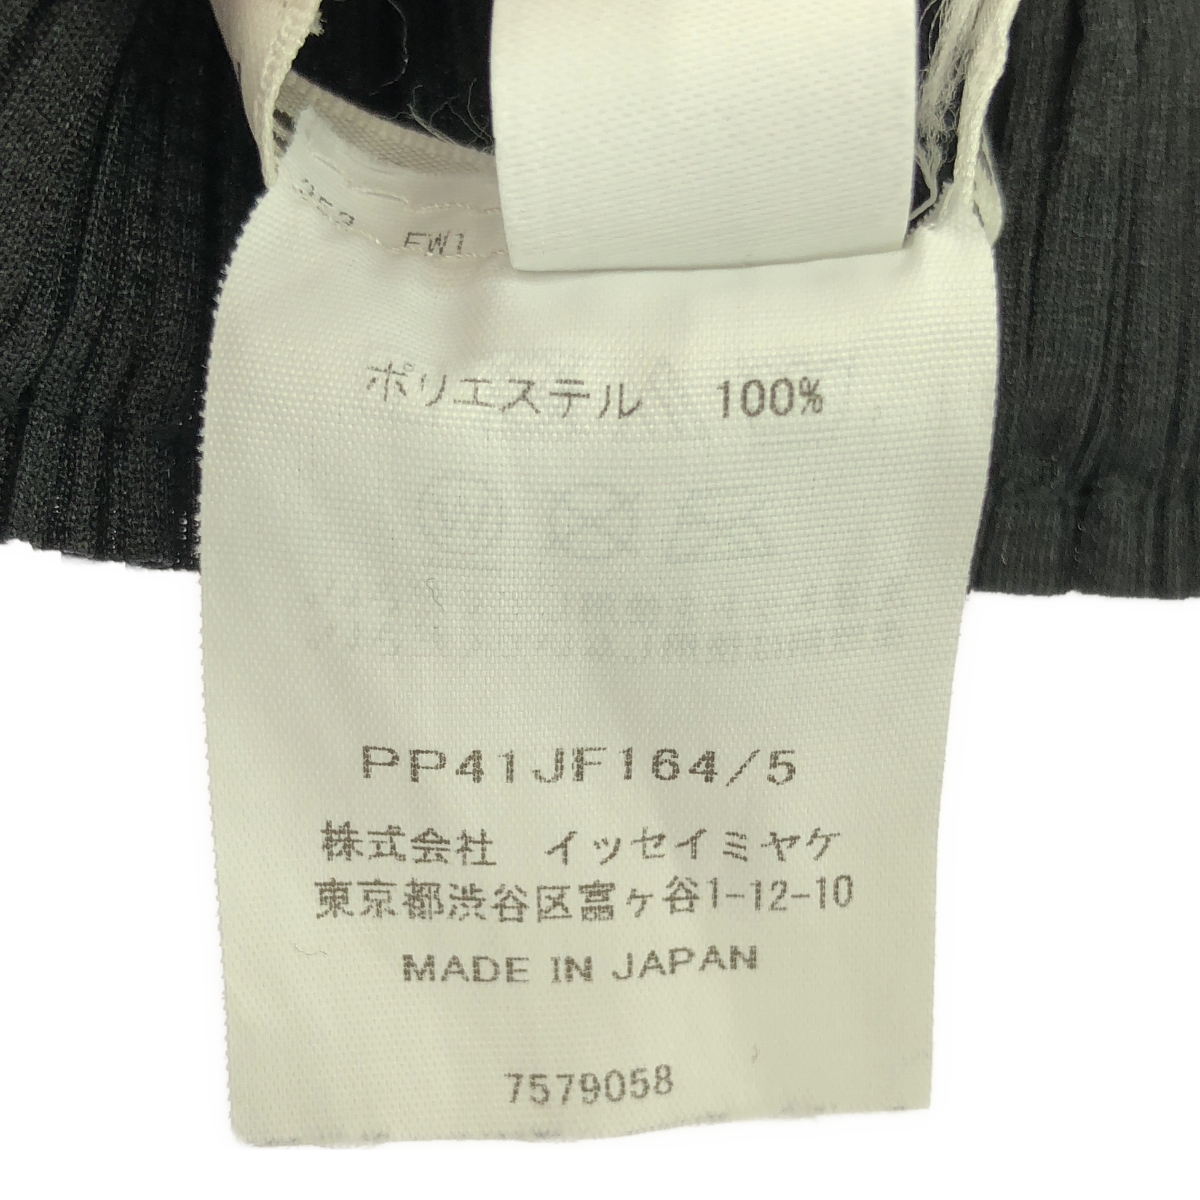 FW1
ポリエステル 100%
PP41JF164/5
株式会社 イッセイミヤケ
東京都渋谷区富ヶ谷1-12-10
MADE IN JAPAN
7579058